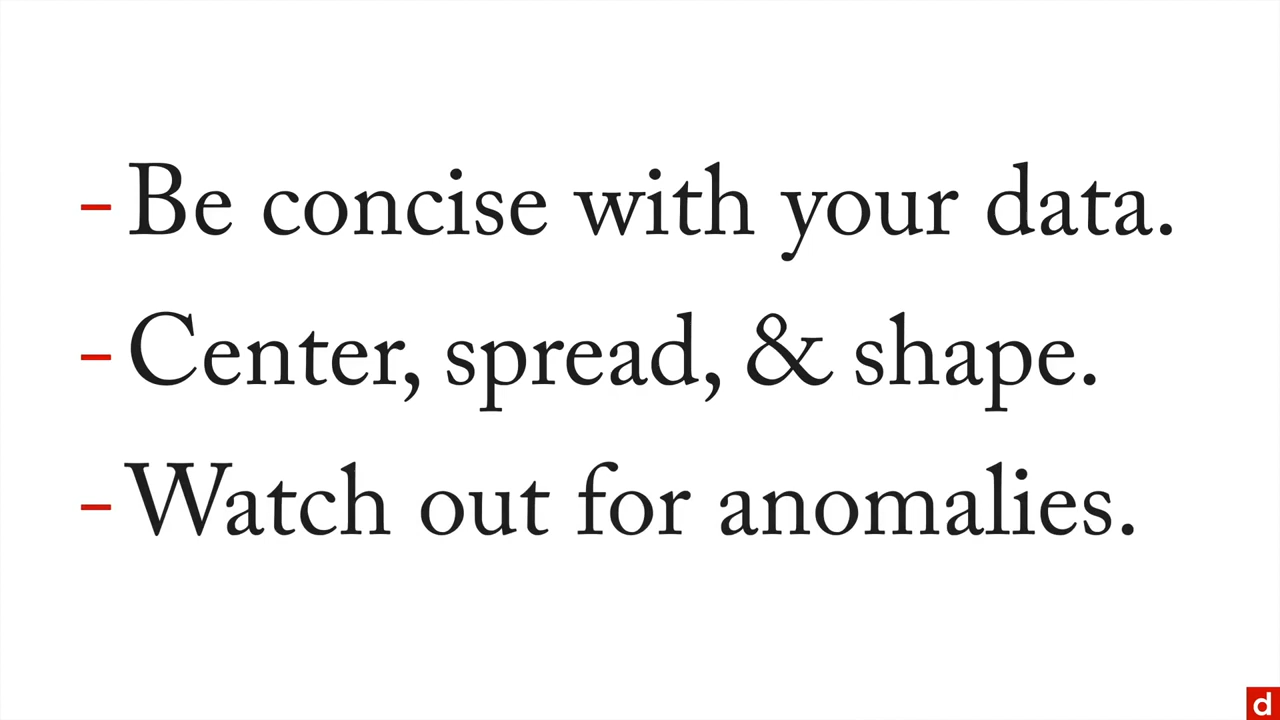 - Be concise with your data.
- Center, spread, & shape.
- Watch out for anomalies.
d